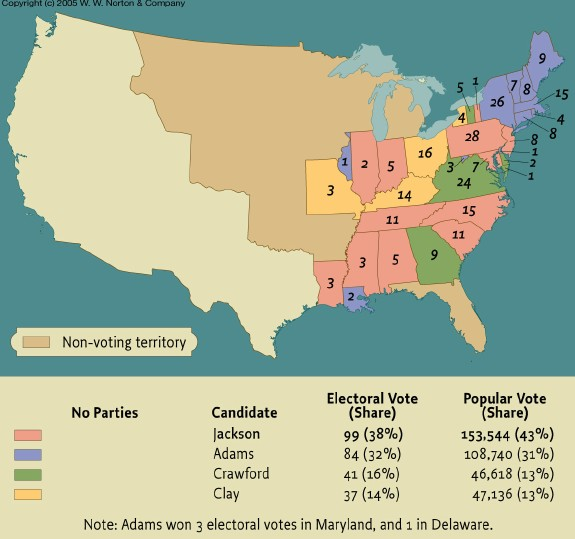 Copyright (c) 2005 W. W. Norton & Company
9
7
8
5
1
15
26
4
4
28
8
8
1
16
1
2
5
3
7
2
1
3
24
14
15
11
11
3
5
9
3
2
Non-voting territory
No Parties
Candidate
Electoral Vote
(Share)
Popular Vote
(Share)
Jackson 99 (38%) 153,544 (43%)
Adams 84 (32%) 108,740 (31%)
Crawford 41 (16%) 46,618 (13%)
Clay 37 (14%) 47,136 (13%)
Note: Adams won 3 electoral votes in Maryland, and 1 in Delaware.